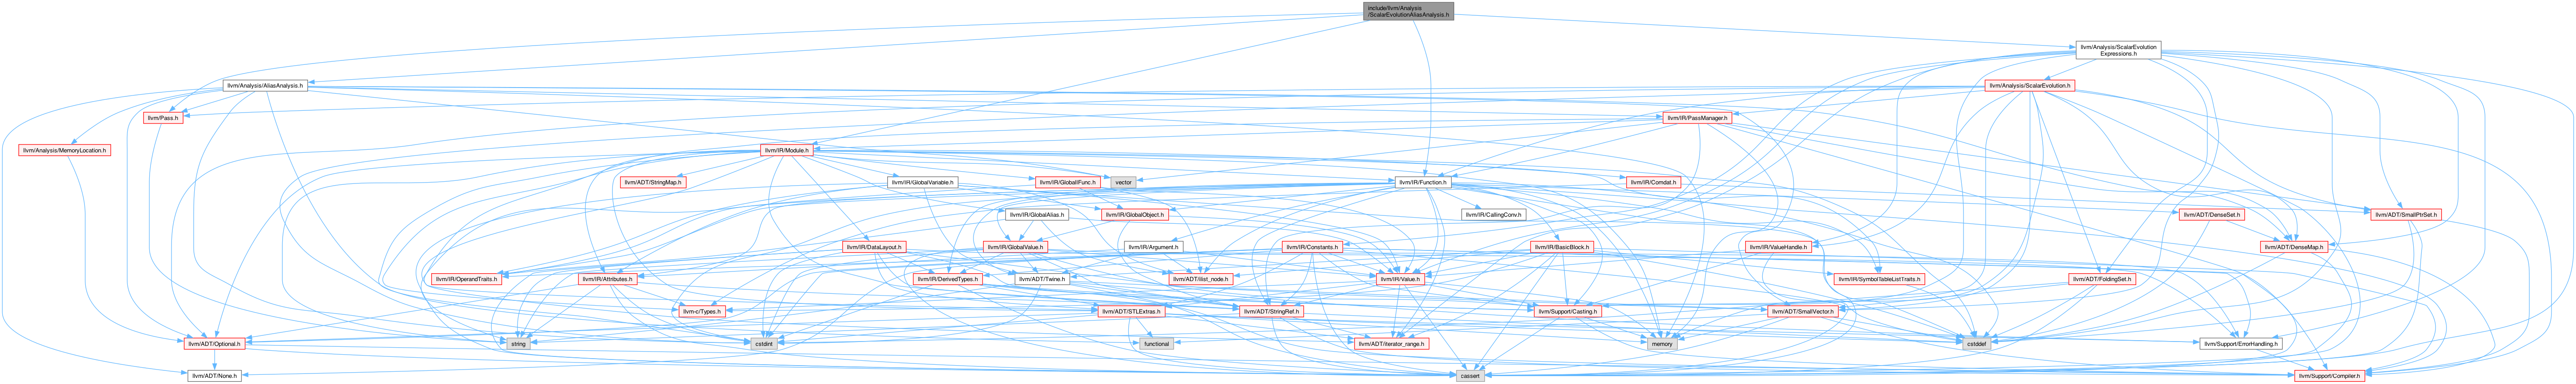 include/llvm/Analysis
/ScalarEvolutionAliasAnalysis.h
llvm/Analysis/ScalarEvolution
Expressions.h
llvm/Analysis/AliasAnalysis.h
llvm/Analysis/ScalarEvolution.h
llvm/Pass.h
llvm/IR/PassManager.h
llvm/Analysis/MemoryLocation.h
llvm/IR/Module.h
llvm/ADT/StringMap.h
llvm/IR/GlobalVariable.h
llvm/IR/GlobalIFunc.h
vector
llvm/IR/Function.h
llvm/IR/Comdat.h
llvm/IR/GlobalAlias.h
llvm/IR/GlobalObject.h
llvm/IR/CallingConv.h
llvm/ADT/DenseSet.h
llvm/ADT/SmallPtrSet.h
llvm/IR/DataLayout.h
llvm/IR/GlobalValue.h
llvm/IR/Argument.h
llvm/IR/Constants.h
llvm/IR/BasicBlock.h
llvm/IR/ValueHandle.h
llvm/ADT/DenseMap.h
llvm/IR/OperandTraits.h
llvm/IR/Attributes.h
llvm/IR/DerivedTypes.h
llvm/ADT/Twine.h
llvm/ADT/ilist_node.h
llvm/IR/Value.h
llvm/IR/SymbolTableListTraits.h
llvm/ADT/FoldingSet.h
llvm-c/Types.h
llvm/ADT/STLExtras.h
llvm/ADT/StringRef.h
llvm/Support/Casting.h
llvm/ADT/SmallVector.h
llvm/ADT/Optional.h
string
cstdint
functional
llvm/ADT/iterator_range.h
memory
cstddef
llvm/Support/ErrorHandling.h
llvm/ADT/None.h
cassert
llvm/Support/Compiler.h